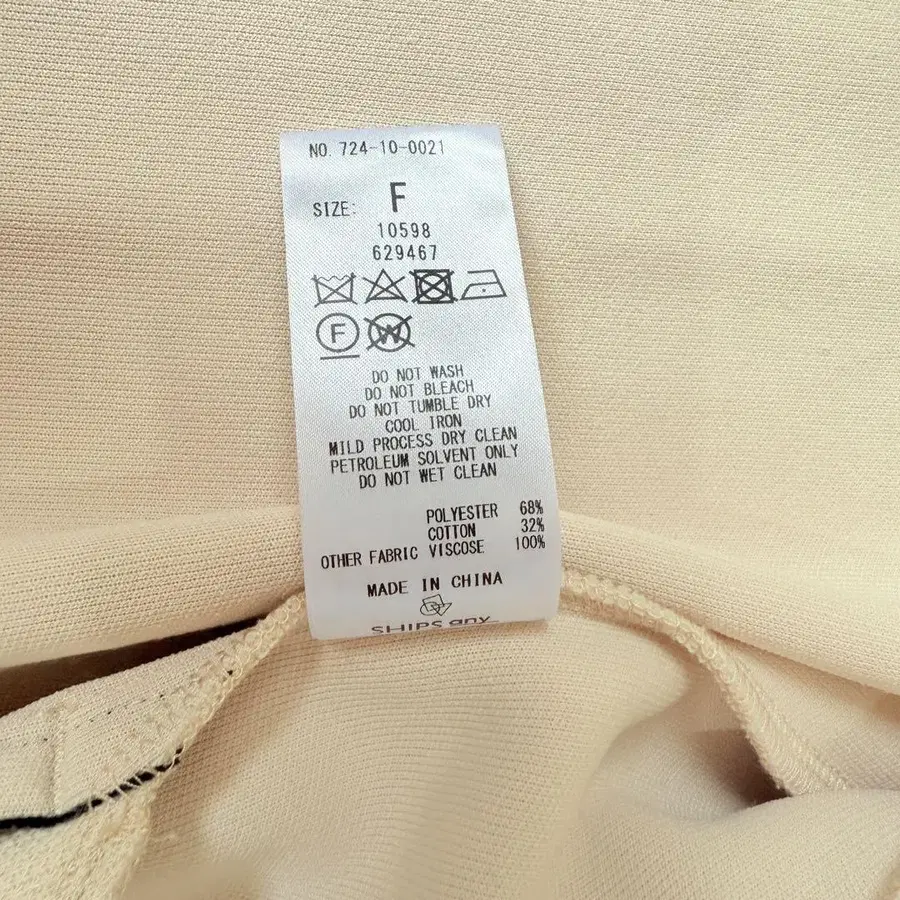 NO. 724-10-0021
SIZE: F
10598
629467
F W
DO NOT WASH
DO NOT BLEACH
DO NOT TUMBLE DRY
COOL IRON
MILD PROCESS DRY CLEAN
PETROLEUM SOLVENT ONLY
DO NOT WET CLEAN
POLYESTER 68%
COTTON 32%
OTHER FABRIC VISCOSE 100%
MADE IN CHINA
SHIPS any